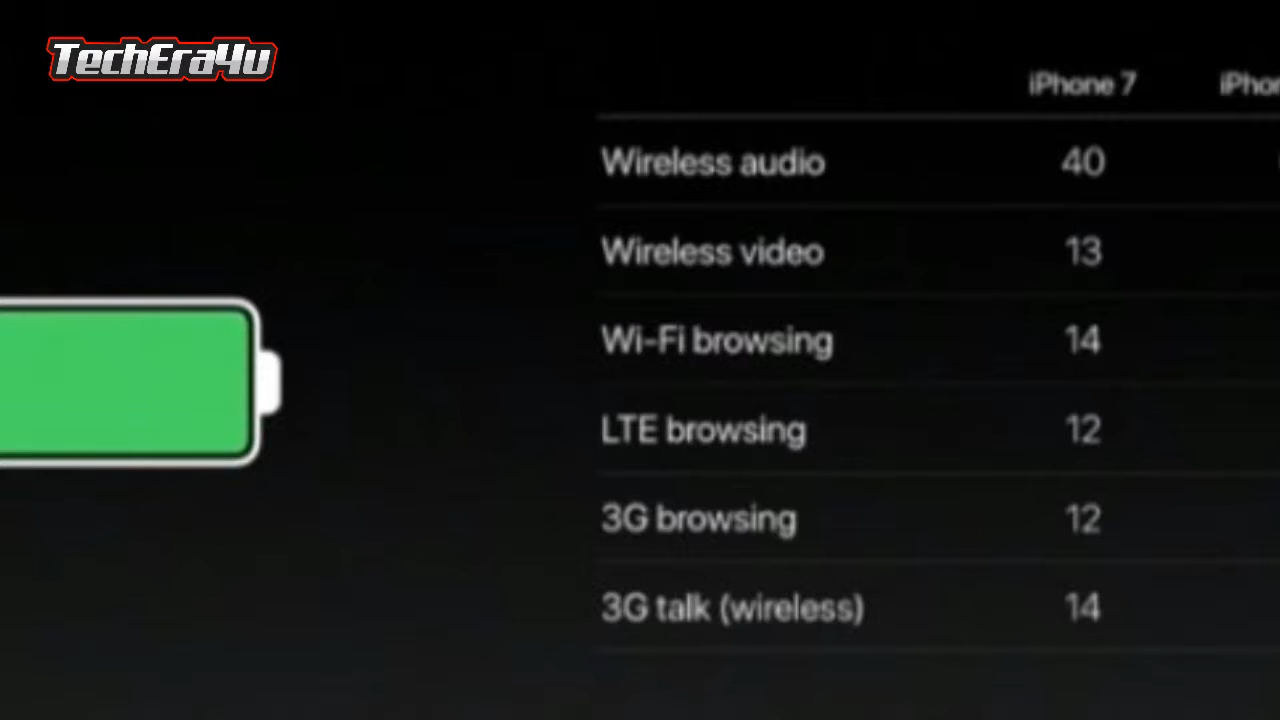 TechEra4u
iPhone 7
Wireless audio 40
Wireless video 13
Wi-Fi browsing 14
LTE browsing 12
3G browsing 12
3G talk (wireless) 14